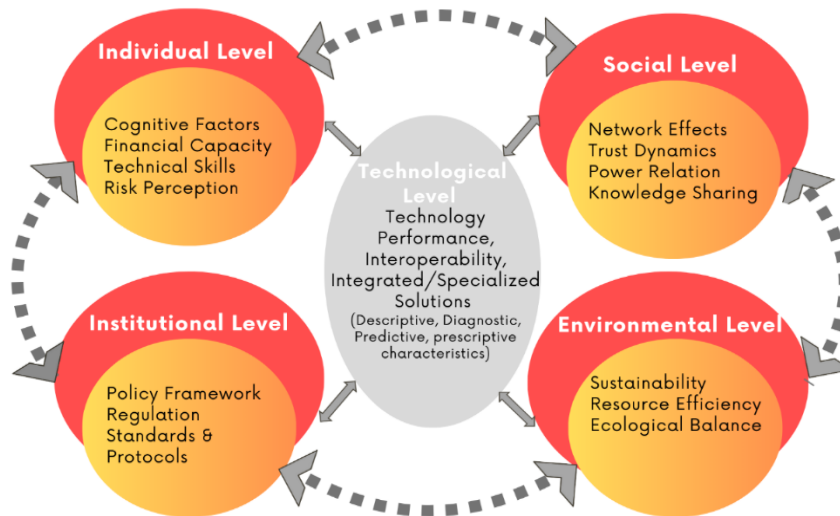 Individual Level
Cognitive Factors
Financial Capacity
Technical Skills
Risk Perception
Social Level
Network Effects
Trust Dynamics
Power Relation
Knowledge Sharing
Technological
Level
Technology
Performance,
Interoperability,
Integrated/Specialized
Solutions
(Descriptive, Diagnostic,
Predictive, prescriptive
characteristics)
Institutional Level
Policy Framework
Regulation
Standards &
Protocols
Environmental Level
Sustainability
Resource Efficiency
Ecological Balance